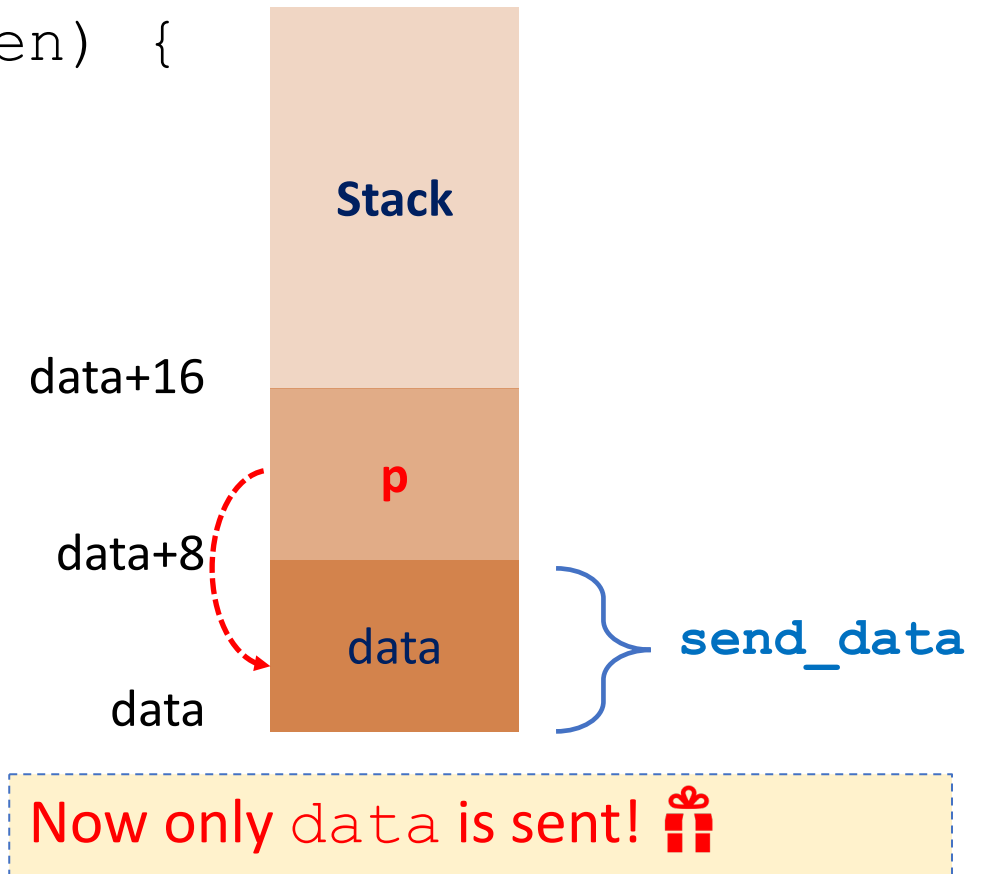 en) {
Stack
data+16
p
data+8
data
send_data
data
Now only data is sent!